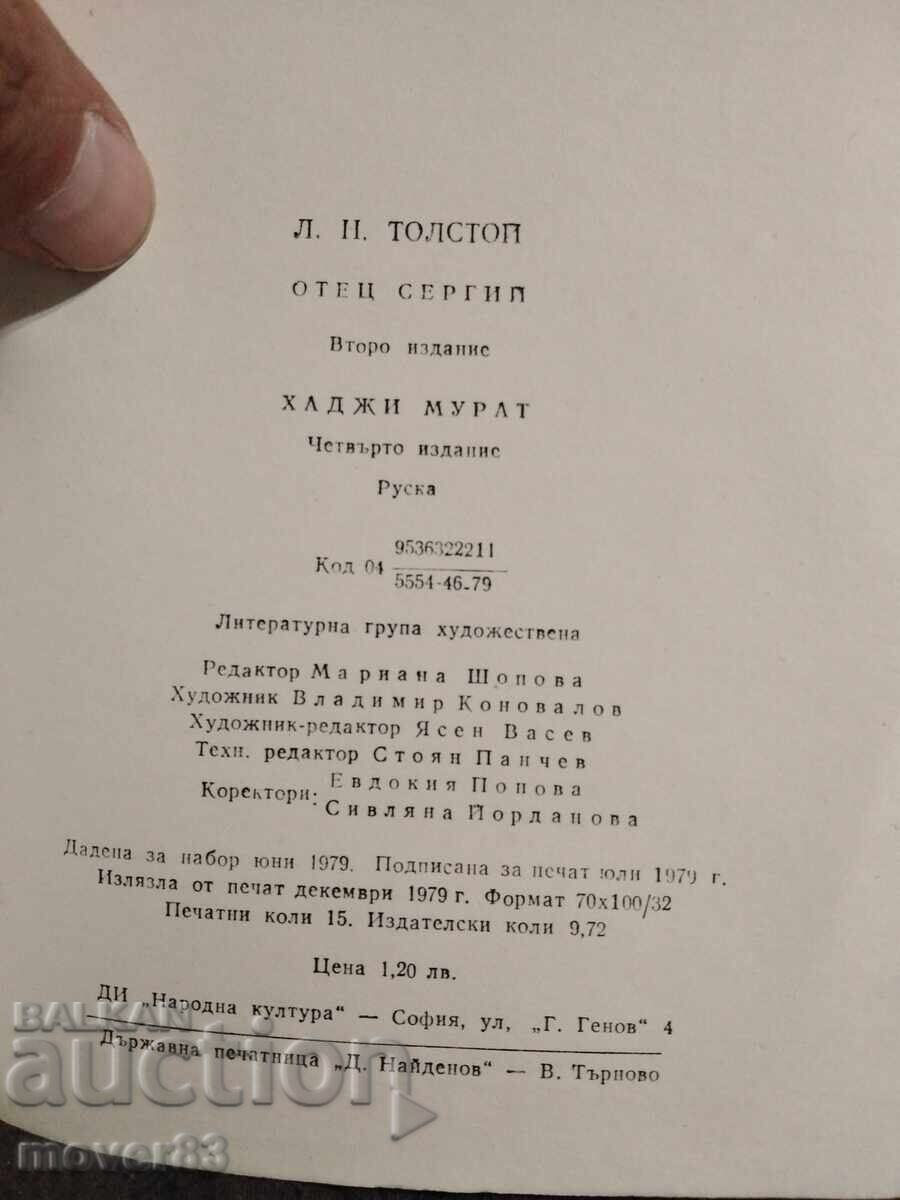 Л. Н. ТОЛСТОЙ
ОТЕЦ СЕРГИЙ
Второ издание
ХАДЖИ МУРАТ
Четвърто издание
Руска
Код 04 9536322211
5554-46-79
Литературна група художествена
Редактор Мариана Шопова
Художник Владимир Коновалов
Художник-редактор Ясен Васев
Техн. редактор Стоян Панчев
Коректори: Евдокия Попова
Сивляна Йорданова
Дадена за набор юни 1979. Подписана за печат юли 1979 г.
Излязла от печат декември 1979 г. Формат 70x100/32
Печатни коли 15. Издателски коли 9,72
Цена 1,20 лв.
ДИ „Народна култура“ — София, ул, „Г. Генов“ 4
Държавна печатница „Д. Найденов“ — В. Търново
BALKAN
auction
mover83